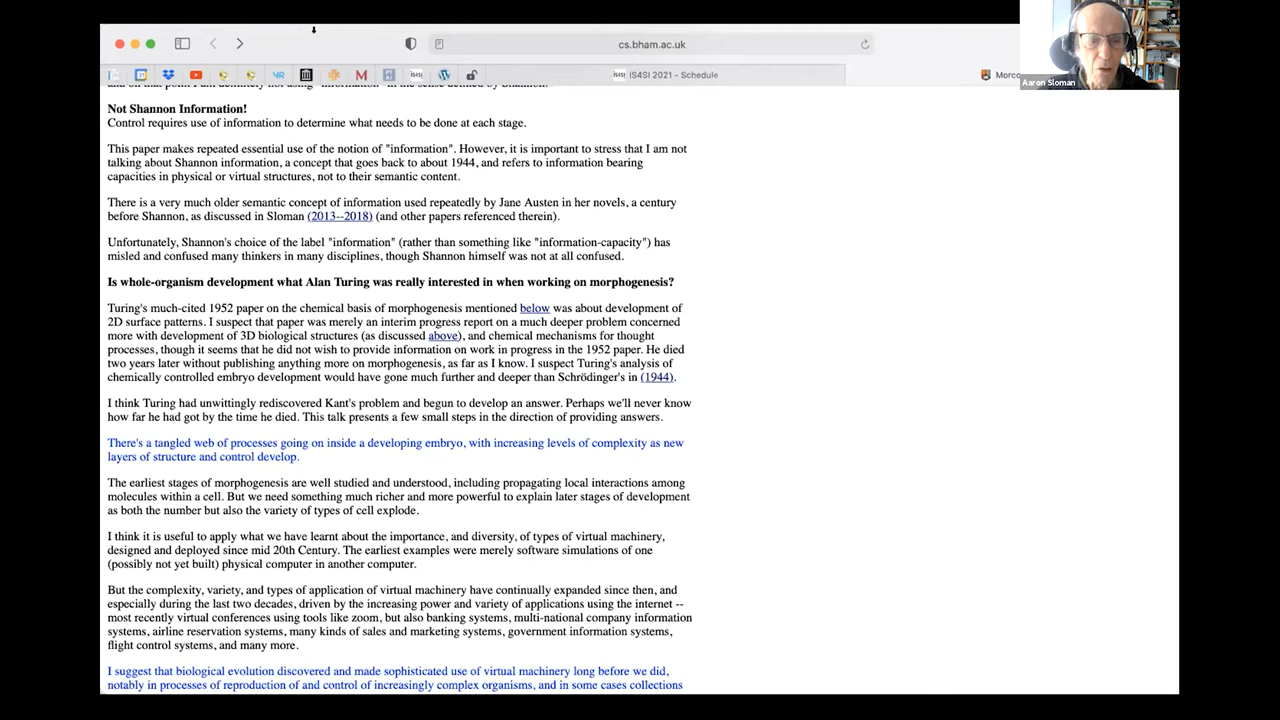 cs.bham.ac.uk
IS4SI 2021 - Schedule
Morco
Aaron Sloman
and on that point I am definitely not using "information" in the sense defined by Shannon.
Not Shannon Information!
Control requires use of information to determine what needs to be done at each stage.
This paper makes repeated essential use of the notion of "information". However, it is important to stress that I am not
talking about Shannon information, a concept that goes back to about 1944, and refers to information bearing
capacities in physical or virtual structures, not to their semantic content.
There is a very much older semantic concept of information used repeatedly by Jane Austen in her novels, a century
before Shannon, as discussed in Sloman (2013--2018) (and other papers referenced therein).
Unfortunately, Shannon's choice of the label "information" (rather than something like "information-capacity") has
misled and confused many thinkers in many disciplines, though Shannon himself was not at all confused.
Is whole-organism development what Alan Turing was really interested in when working on morphogenesis?
Turing's much-cited 1952 paper on the chemical basis of morphogenesis mentioned below was about development of
2D surface patterns. I suspect that paper was merely an interim progress report on a much deeper problem concerned
more with development of 3D biological structures (as discussed above), and chemical mechanisms for thought
processes, though it seems that he did not wish to provide information on work in progress in the 1952 paper. He died
two years later without publishing anything more on morphogenesis, as far as I know. I suspect Turing's analysis of
chemically controlled embryo development would have gone much further and deeper than Schrödinger's in (1944).
I think Turing had unwittingly rediscovered Kant's problem and begun to develop an answer. Perhaps we'll never know
how far he had got by the time he died. This talk presents a few small steps in the direction of providing answers.
There's a tangled web of processes going on inside a developing embryo, with increasing levels of complexity as new
layers of structure and control develop.
The earliest stages of morphogenesis are well studied and understood, including propagating local interactions among
molecules within a cell. But we need something much richer and more powerful to explain later stages of development
as both the number but also the variety of types of cell explode.
I think it is useful to apply what we have learnt about the importance, and diversity, of types of virtual machinery,
designed and deployed since mid 20th Century. The earliest examples were merely software simulations of one
(possibly not yet built) physical computer in another computer.
But the complexity, variety, and types of application of virtual machinery have continually expanded since then, and
especially during the last two decades, driven by the increasing power and variety of applications using the internet --
most recently virtual conferences using tools like zoom, but also banking systems, multi-national company information
systems, airline reservation systems, many kinds of sales and marketing systems, government information systems,
flight control systems, and many more.
I suggest that biological evolution discovered and made sophisticated use of virtual machinery long before we did,
notably in processes of reproduction of and control of increasingly complex organisms, and in some cases collections